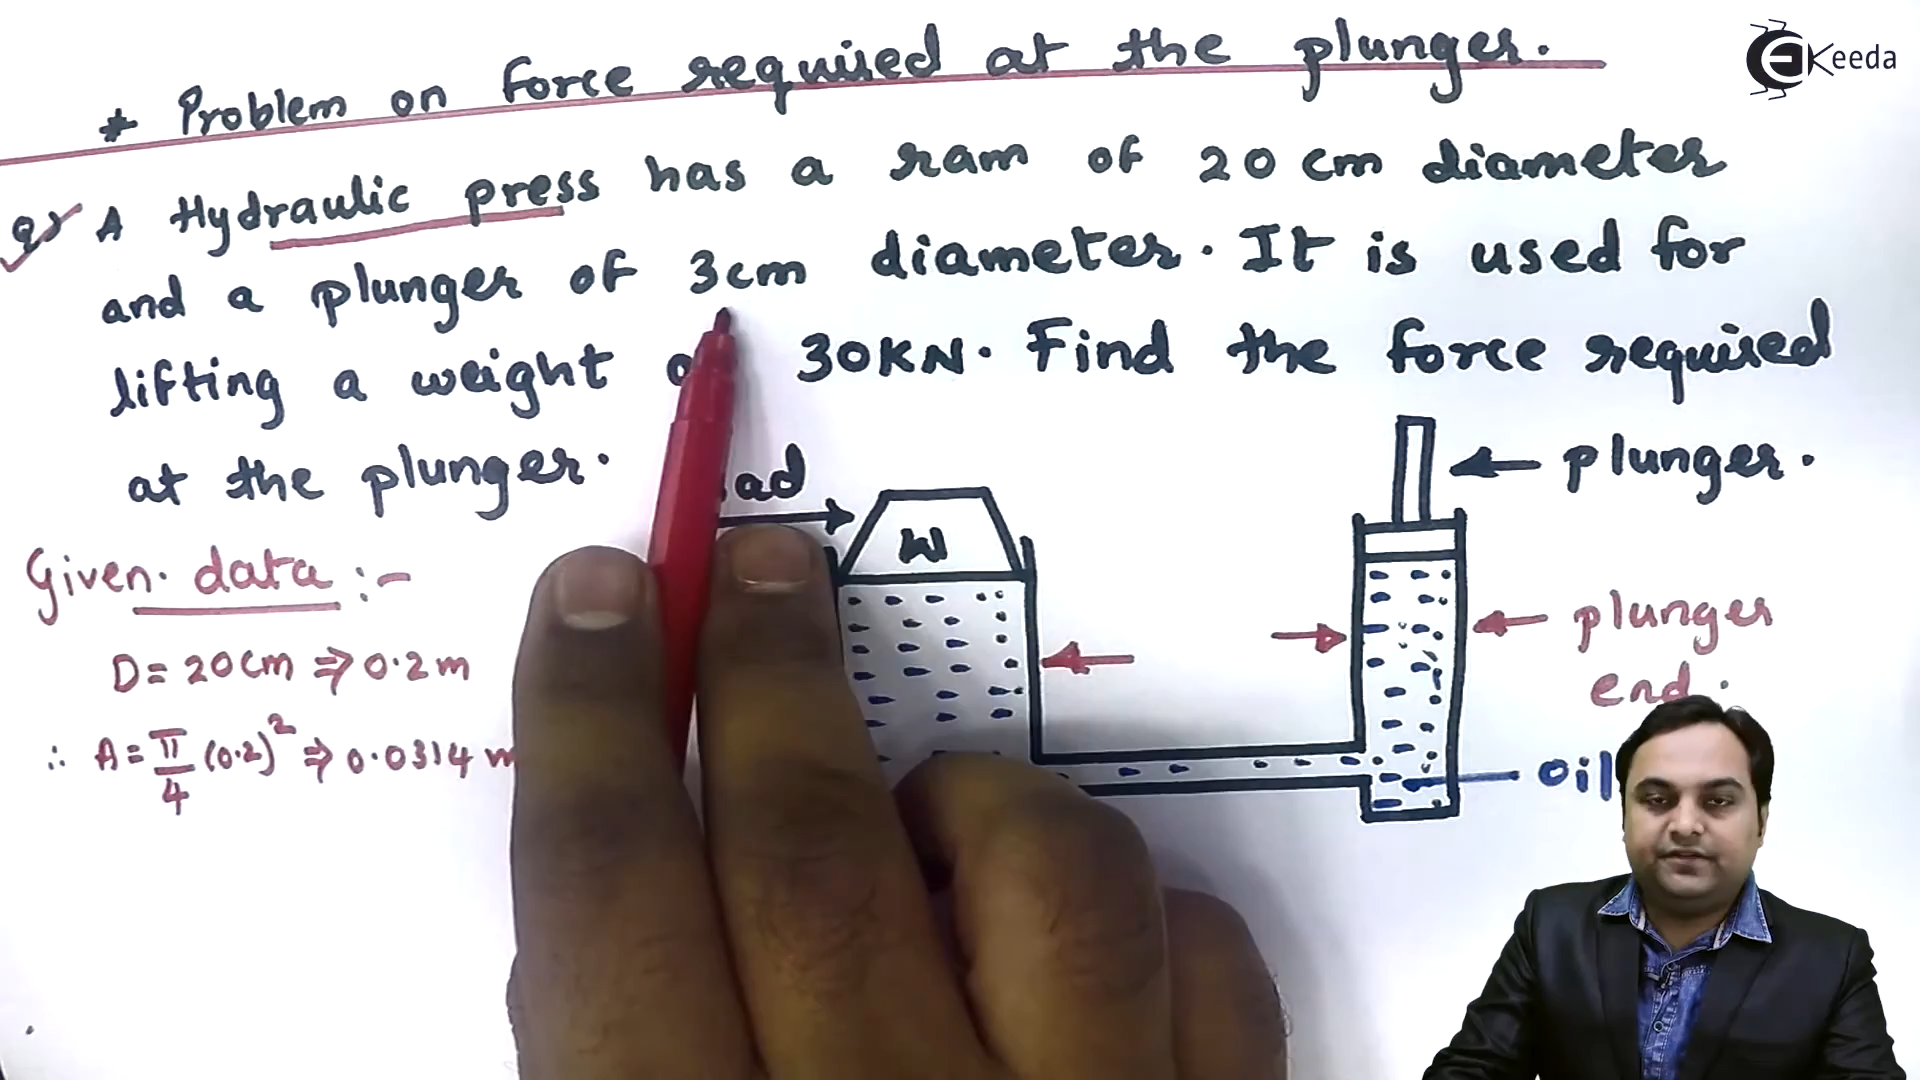 * Problem on force required at the plunger.
EKeeda
Q> A Hydraulic press has a ram of 20cm diameter
and a plunger of 3cm diameter. It is used for
lifting a weight 30KN. Find the force required
at the plunger.
plunger.
W
Given data :-
plunger
end.
D = 20cm ⇒ 0.2m
∴ A = π/4 (0.2)² ⇒ 0.0314 m
oil